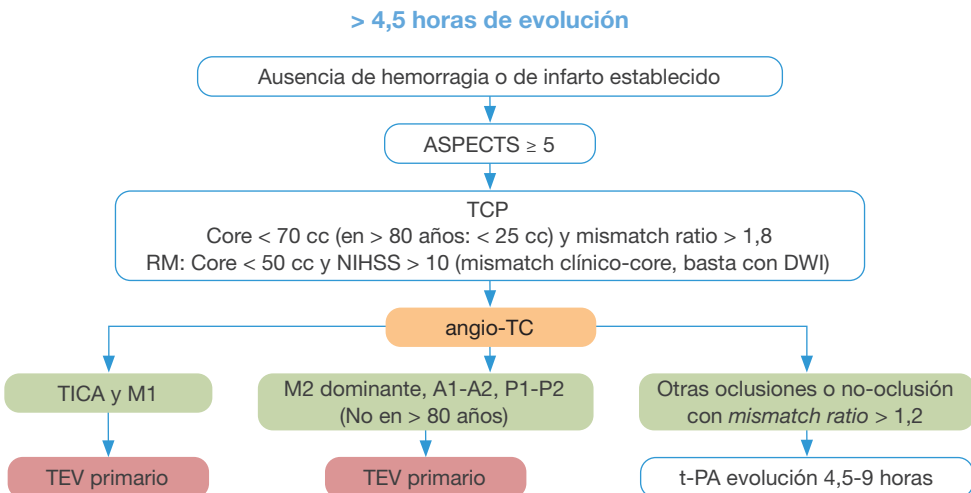 > 4,5 horas de evolución
Ausencia de hemorragia o de infarto establecido
ASPECTS ≥ 5
TCP
Core < 70 cc (en > 80 años: < 25 cc) y mismatch ratio > 1,8
RM: Core < 50 cc y NIHSS > 10 (mismatch clínico-core, basta con DWI)
angio-TC
TICA y M1
M2 dominante, A1-A2, P1-P2
(No en > 80 años)
Otras oclusiones o no-oclusión
con mismatch ratio > 1,2
TEV primario
TEV primario
t-PA evolución 4,5-9 horas